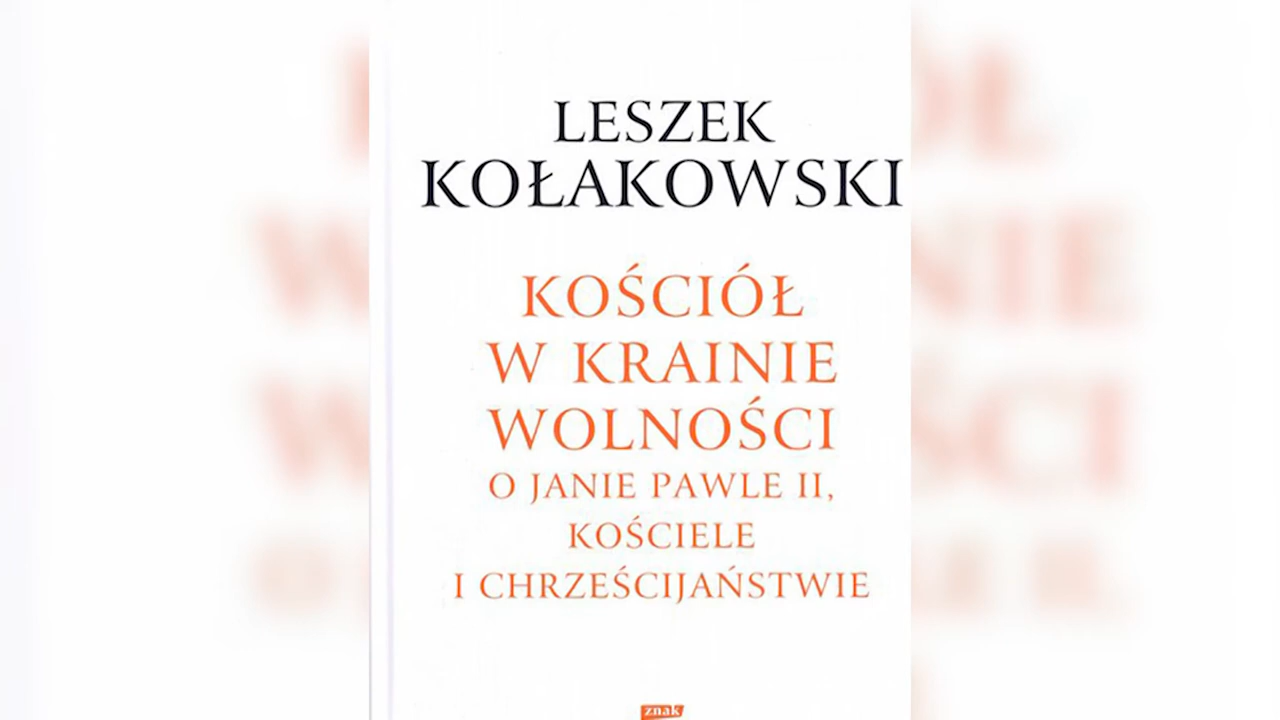 LESZEK
KOŁAKOWSKI
KOŚCIÓŁ
W KRAINIE
WOLNOŚCI
O JANIE PAWLE II,
KOŚCIELE
I CHRZEŚCIJAŃSTWIE
znak